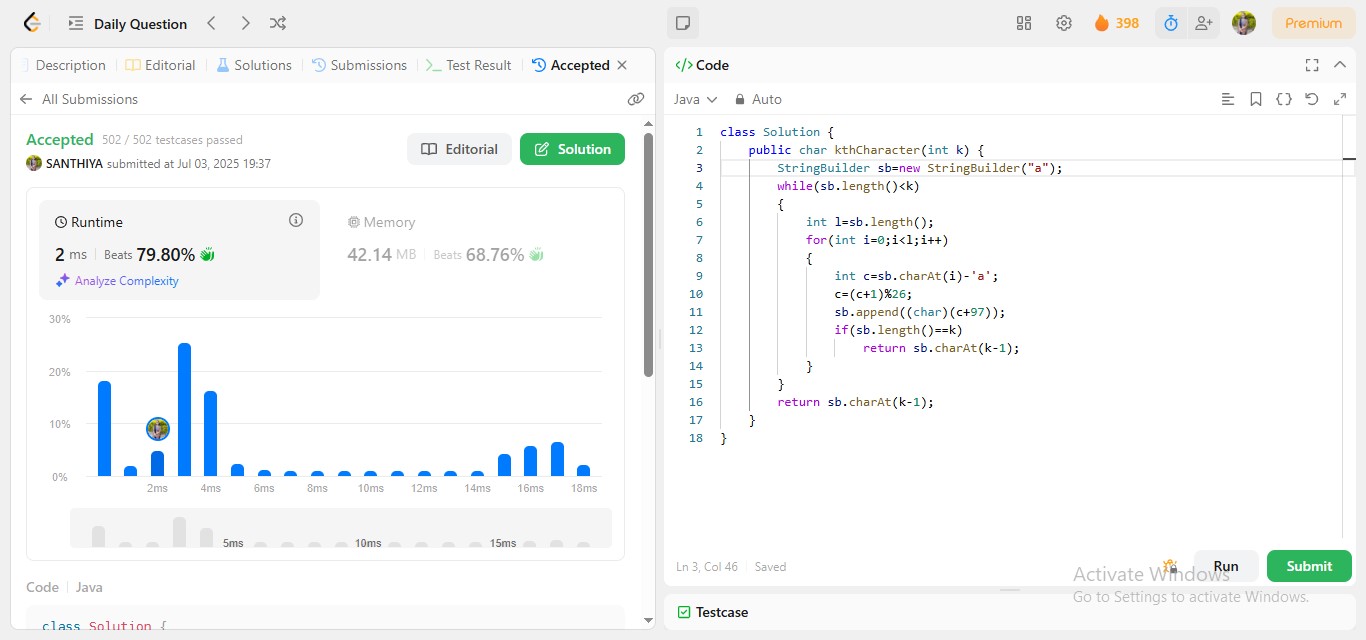 Daily Question
398
Premium
Description
Editorial
Solutions
Submissions
Test Result
Accepted
All Submissions
Accepted 502 / 502 testcases passed
SANTHIYA submitted at Jul 03, 2025 19:37
Editorial
Solution
Runtime
2 ms Beats 79.80%
Analyze Complexity
Memory
42.14 MB Beats 68.76%
30%
20%
10%
0%
2ms 4ms 6ms 8ms 10ms 12ms 14ms 16ms 18ms
5ms 10ms 15ms
Code Java
class Solution {
</> Code
Java Auto
1 class Solution {
2 public char kthCharacter(int k) {
3 StringBuilder sb=new StringBuilder("a");
4 while(sb.length()<k)
5 {
6 int l=sb.length();
7 for(int i=0;i<l;i++)
8 {
9 int c=sb.charAt(i)-'a';
10 c=(c+1)%26;
11 sb.append((char)(c+97));
12 if(sb.length()==k)
13 return sb.charAt(k-1);
14 }
15 }
16 return sb.charAt(k-1);
17 }
18 }
Ln 3, Col 46 Saved
Run
Submit
Activate Windows
Go to Settings to activate Windows.
Testcase